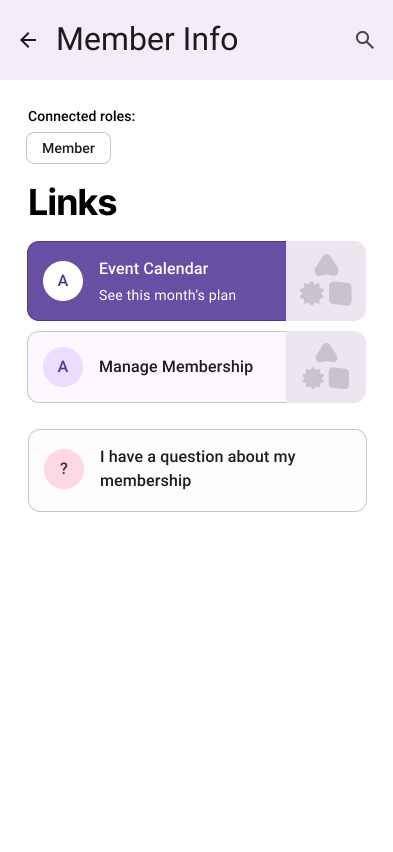 Member Info
Connected roles:
Member
Links
A
Event Calendar
See this month’s plan
A
Manage Membership
?
I have a question about my
membership